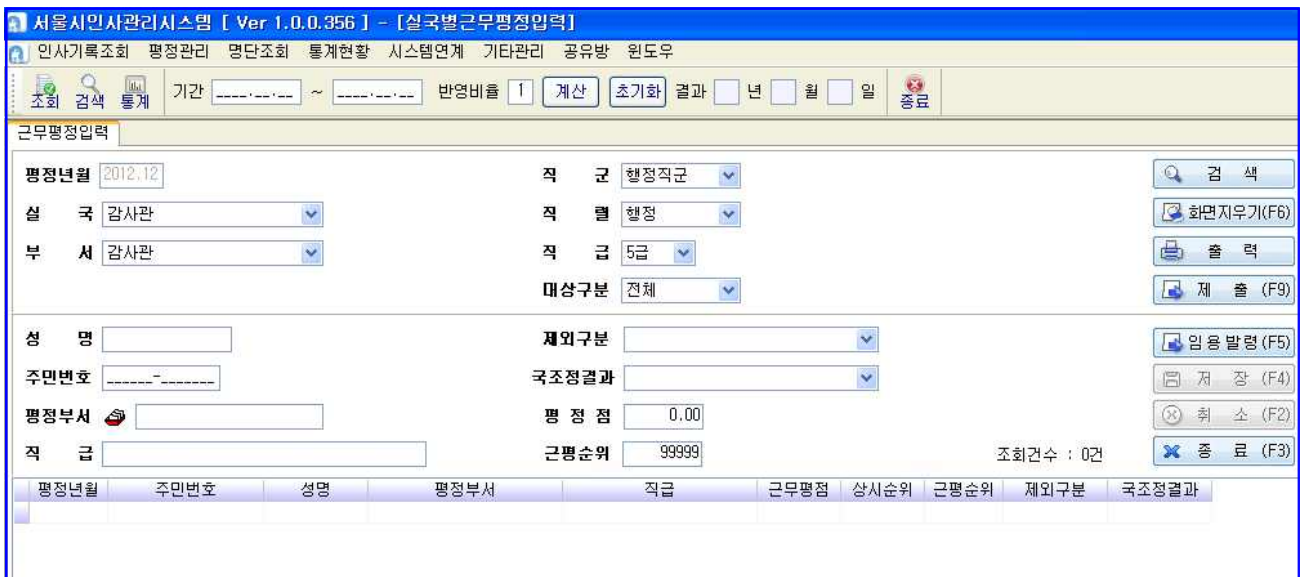 서울시인사관리시스템 [ Ver 1.0.0.356 ] - [실국별근무평정입력]
인사기록조회 평정관리 명단조회 통계현황 시스템연계 기타관리 공유방 윈도우
조회 검색 통계 기간 ____.__.__ ~ ____.__.__ 반영비율 1 계산 초기화 결과 년 월 일 종료
근무평정입력
평정년월 2012.12 직 군 행정직군 검 색
실 국 감사관 직 렬 행정 화면지우기(F6)
부 서 감사관 직 급 5급 출 력
대상구분 전체 제 출 (F9)
성 명 제외구분 임용발령(F5)
주민번호 ______-_______ 국조정결과 저 장 (F4)
평정부서 평 정 점 0.00 취 소 (F2)
직 급 근평순위 99999 조회건수 : 0건 종 료 (F3)
평정년월 주민번호 성명 평정부서 직급 근무평점 상시순위 근평순위 제외구분 국조정결과